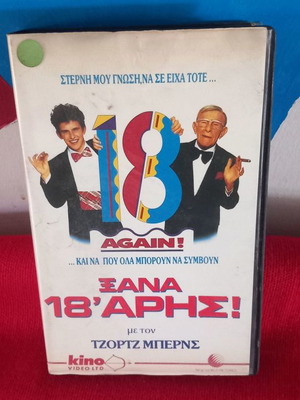 ΣΤΕΡΝΗ ΜΟΥ ΓΝΩΣΗ,ΝΑ ΣΕ ΕΙΧΑ ΤΟΤΕ ...
18
AGAIN!
...ΚΑΙ ΝΑ ΠΟΥ ΟΛΑ ΜΠΟΡΟΥΝ ΝΑ ΣΥΜΒΟΥΝ
ΞΑΝΑ
18'ΑΡΗΣ!
με τον
ΤΖΟΡΤΖ ΜΠΕΡΝΣ
kino
VIDEO LTD